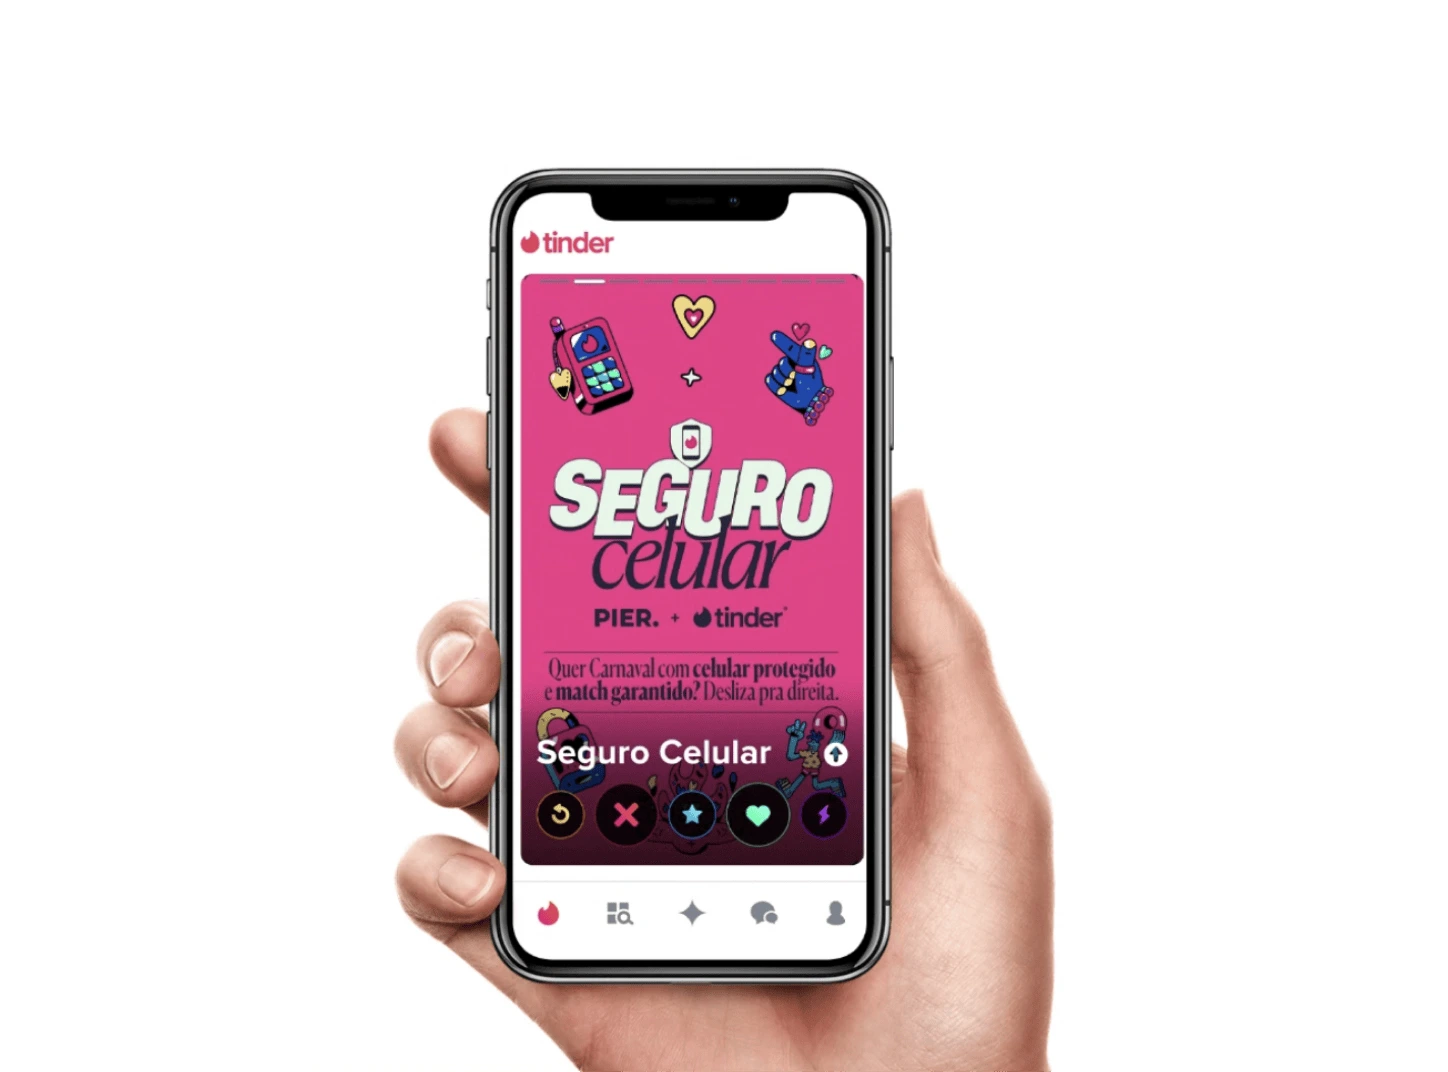 tinder
SEGURO
celular
PIER. + tinder
Quer Carnaval com celular protegido
e match garantido? Desliza pra direita.
Seguro Celular